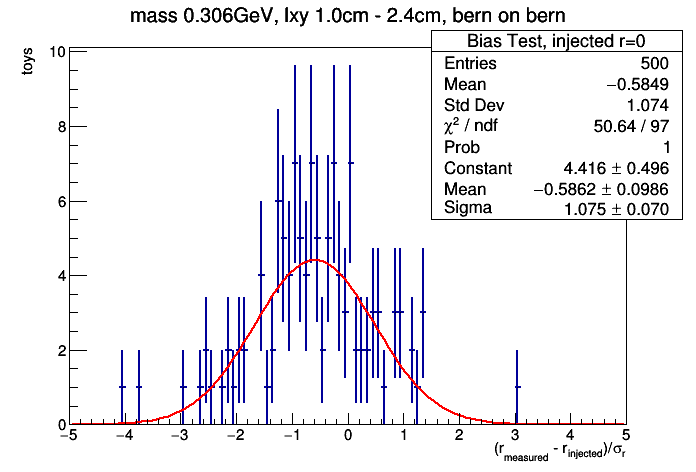 mass 0.306GeV, lxy 1.0cm - 2.4cm, bern on bern
Bias Test, injected r=0
Entries 500
Mean −0.5849
Std Dev 1.074
χ² / ndf 50.64 / 97
Prob 1
Constant 4.416 ± 0.496
Mean −0.5862 ± 0.0986
Sigma 1.075 ± 0.070
toys
10
8
6
4
2
0
−5 −4 −3 −2 −1 0 1 2 3 4 5
(r_measured - r_injected)/σ_r